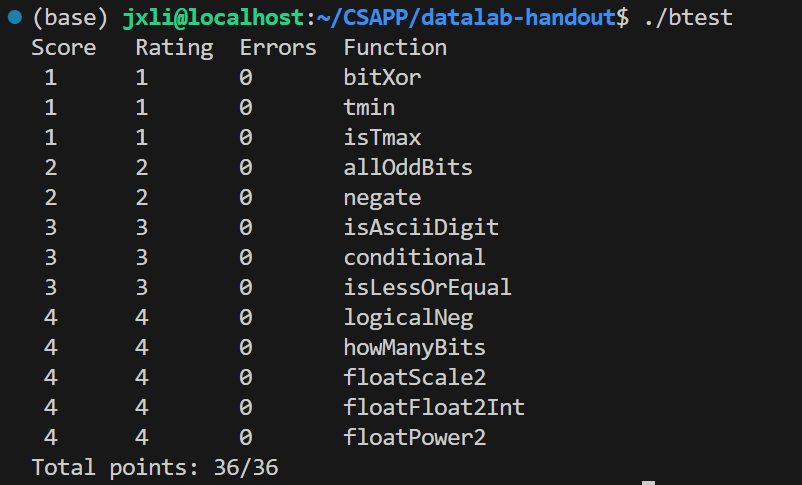 (base) jxli@localhost:~/CSAPP/datalab-handout$ ./btest
Score Rating Errors Function
1 1 0 bitXor
1 1 0 tmin
1 1 0 isTmax
2 2 0 allOddBits
2 2 0 negate
3 3 0 isAsciiDigit
3 3 0 conditional
3 3 0 isLessOrEqual
4 4 0 logicalNeg
4 4 0 howManyBits
4 4 0 floatScale2
4 4 0 floatFloat2Int
4 4 0 floatPower2
Total points: 36/36